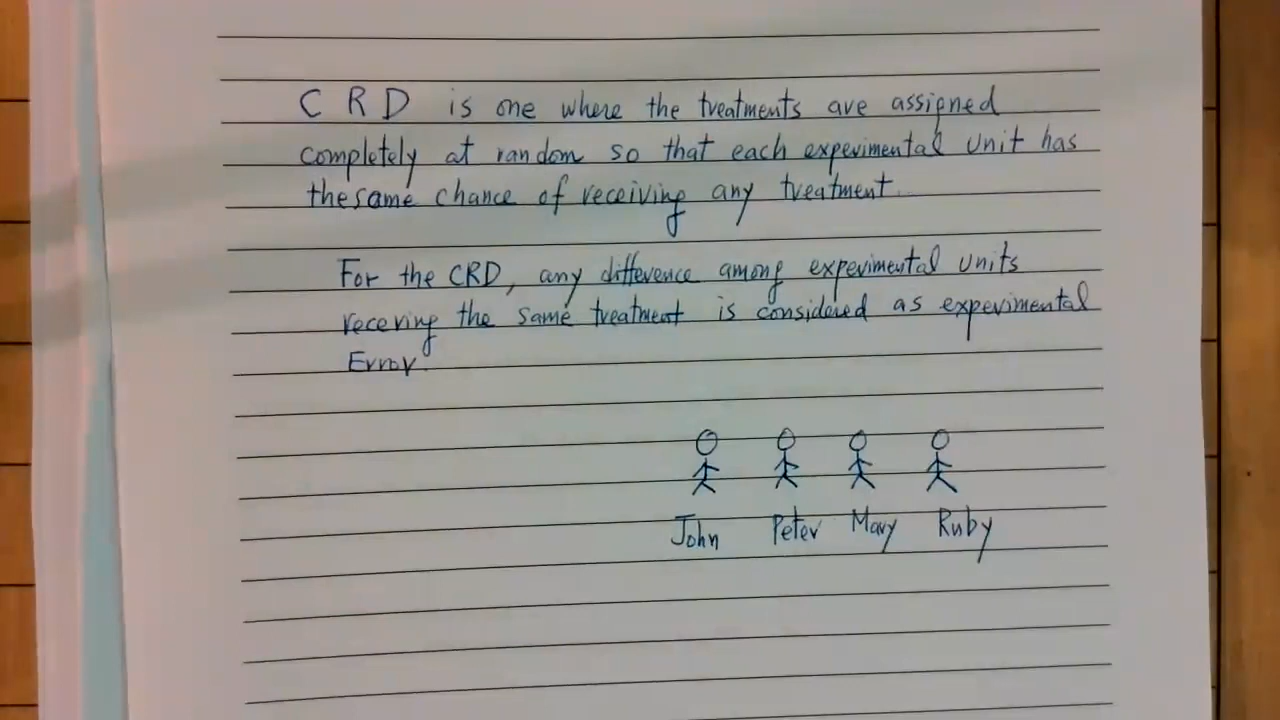 CRD is one where the treatments are assigned
completely at random so that each experimental unit has
the same chance of receiving any treatment
For the CRD, any difference among experimental units
receving the same treatment is considered as experimental
Error.
John Peter Mary Ruby